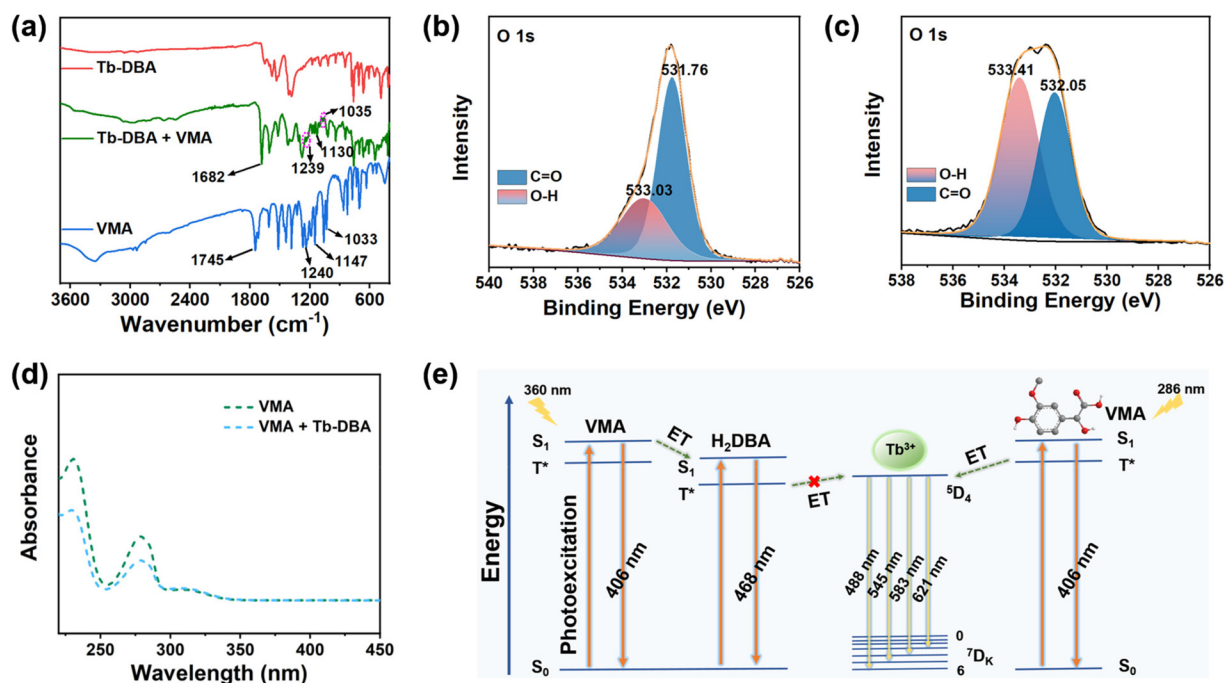 (a)
Tb-DBA
1035
Tb-DBA + VMA
1130
1239
1682
VMA
1033
1745
1147
1240
3700 3000 1800 1200 600
Wavenumber (cm⁻¹)
(b)
O 1s
531.76
C=O
O-H
533.03
Intensity
540 538 536 534 532 530 528 526
Binding Energy (eV)
(c)
O 1s
533.41
532.05
O-H
C=O
Intensity
538 536 534 532 530 528 526
Binding Energy (eV)
(d)
VMA
VMA + Tb-DBA
Absorbance
250 300 350 400 450
Wavelength (nm)
(e)
Energy
360 nm
VMA
S₁
T*
Photoexcitation
406 nm
S₀
ET
H₂DBA
S₁
T*
468 nm
ET
Tb³⁺
⁵D₄
488 nm
545 nm
583 nm
621 nm
0
⁷D_K
6
ET
286 nm
VMA
S₁
T*
406 nm
S₀